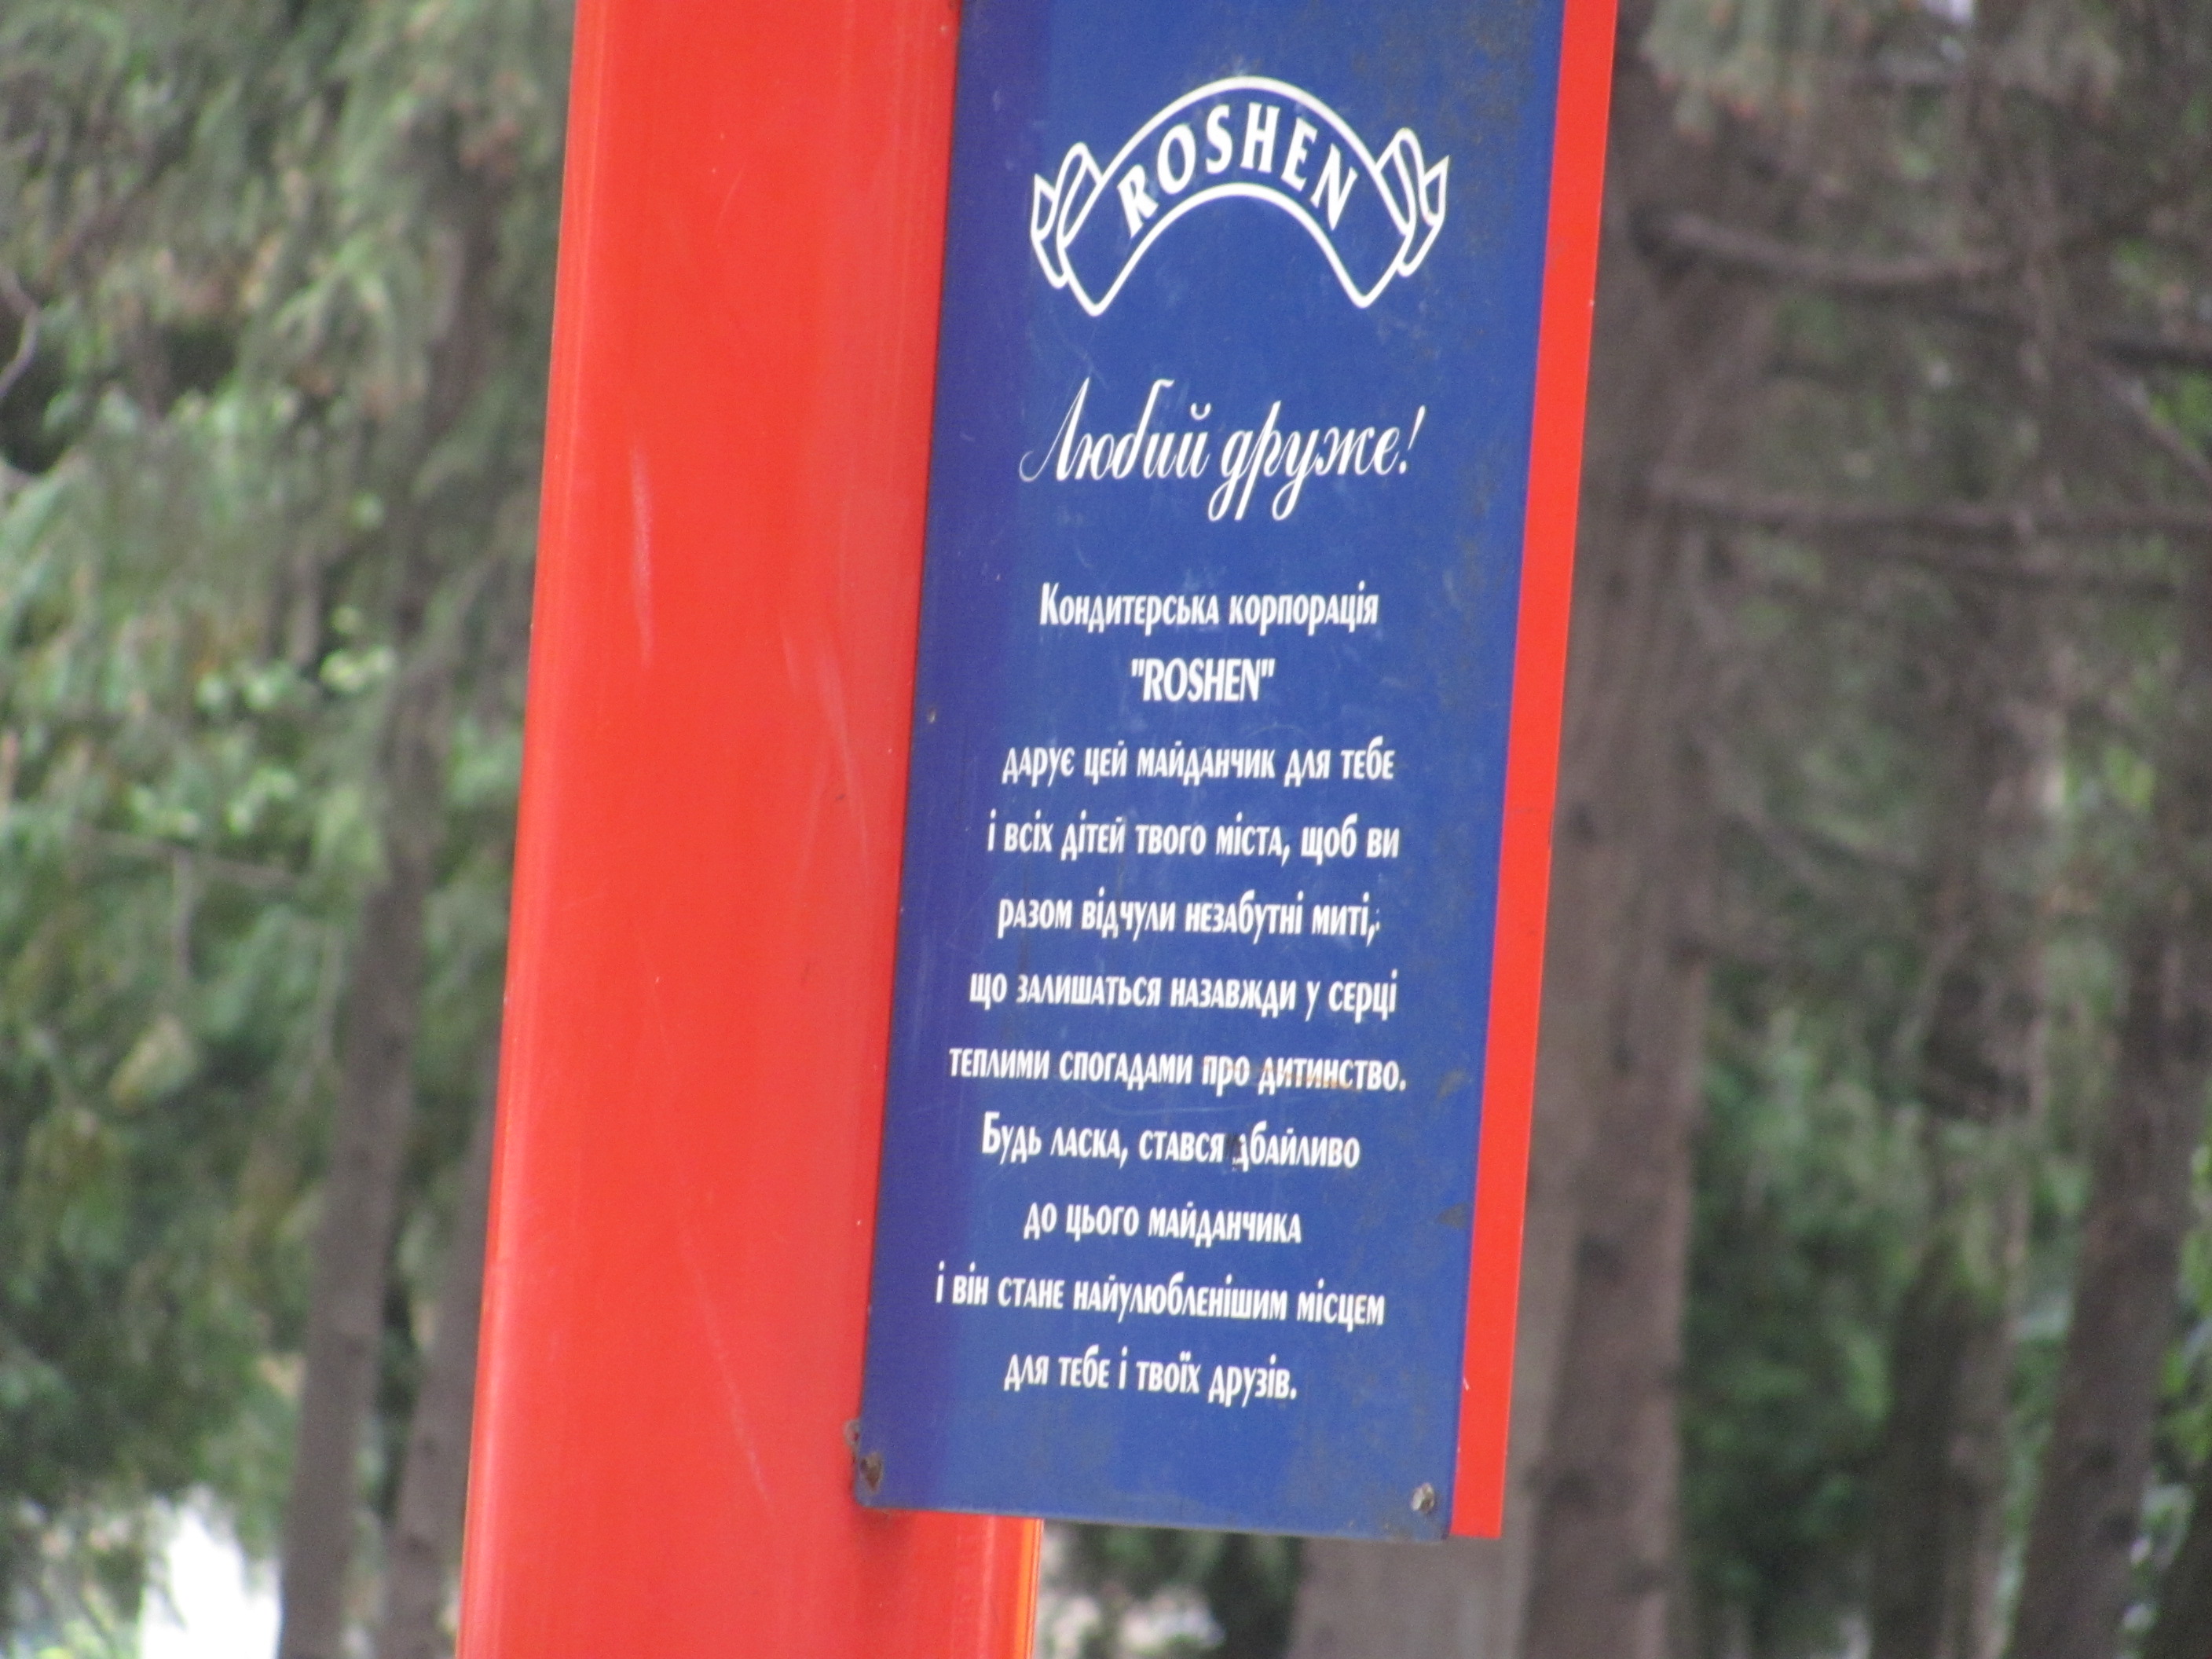 ROSHEN
Любий друже!
Кондитерська корпорація
"ROSHEN"
дарує цей майданчик для тебе
і всіх дітей твого міста, щоб ви
разом відчули незабутні миті,
що залишаться назавжди у серці
теплими спогадами про дитинство.
Будь ласка, стався дбайливо
до цього майданчика
і він стане найулюбленішим місцем
для тебе і твоїх друзів.